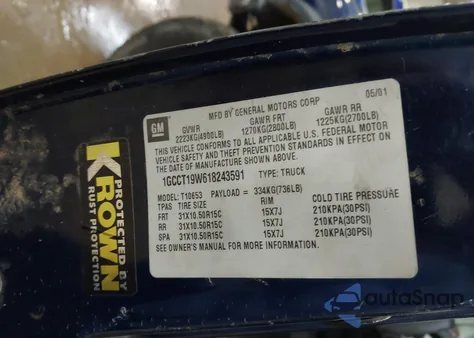 MFD BY GENERAL MOTORS CORP 05/01
GM
GVWR GAWR FRT GAWR RR
2223KG(4900LB) 1270KG(2800LB) 1225KG(2700LB)
THIS VEHICLE CONFORMS TO ALL APPLICABLE U.S. FEDERAL MOTOR
VEHICLE SAFETY AND THEFT PREVENTION STANDARDS IN EFFECT ON
THE DATE OF MANUFACTURE SHOWN ABOVE.
1GCCT19W618243591 TYPE: TRUCK
MODEL: T10653 PAYLOAD = 334KG(736LB)
TPAS TIRE SIZE RIM COLD TIRE PRESSURE
FRT 31X10.50R15C 15X7J 210KPA(30PSI)
RR 31X10.50R15C 15X7J 210KPA(30PSI)
SPA 31X10.50R15C 15X7J 210KPA(30PSI)
SEE OWNER'S MANUAL FOR MORE INFORMATION.
PROTECTED BY
KROWN
RUST PROTECTION
autoSnap